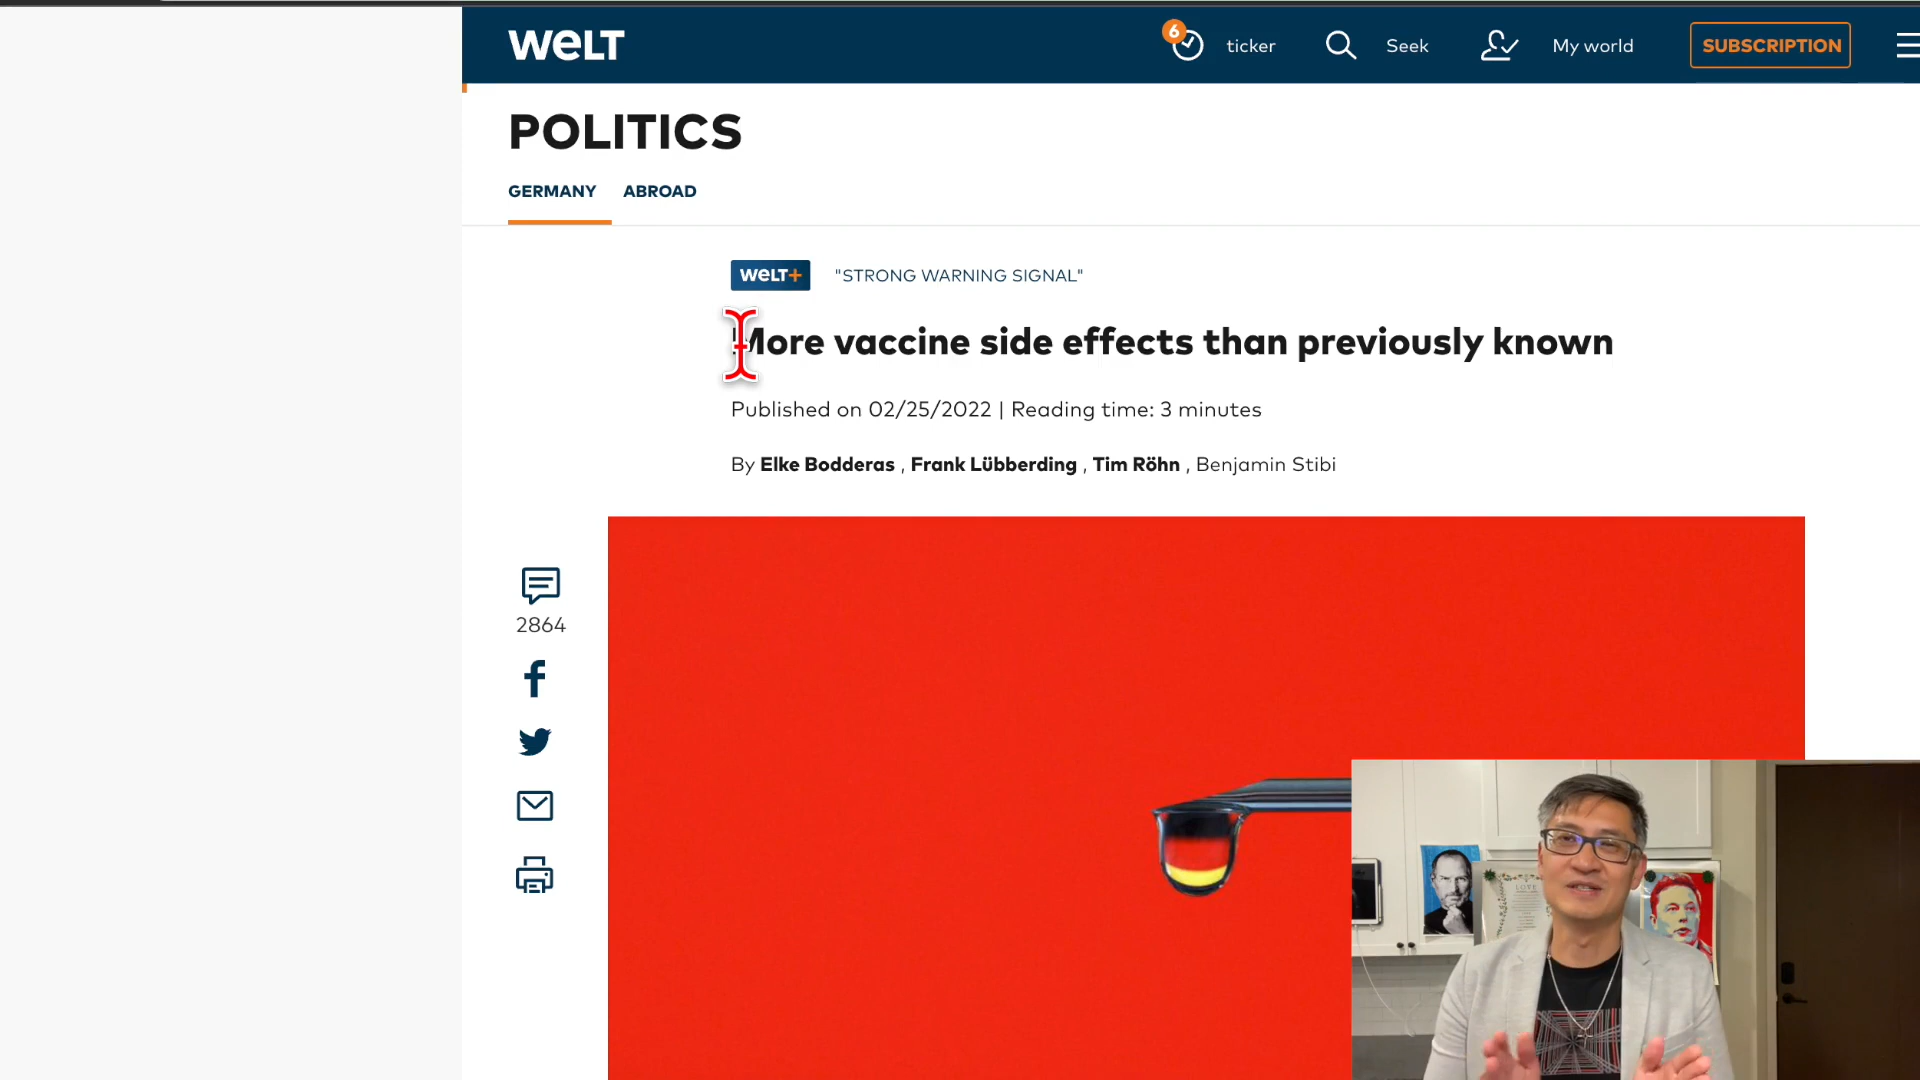 WELT
6
ticker
Seek
My world
SUBSCRIPTION
POLITICS
GERMANY
ABROAD
WELT+
"STRONG WARNING SIGNAL"
More vaccine side effects than previously known
Published on 02/25/2022 | Reading time: 3 minutes
By Elke Bodderas , Frank Lübberding , Tim Röhn , Benjamin Stibi
2864
LOVE